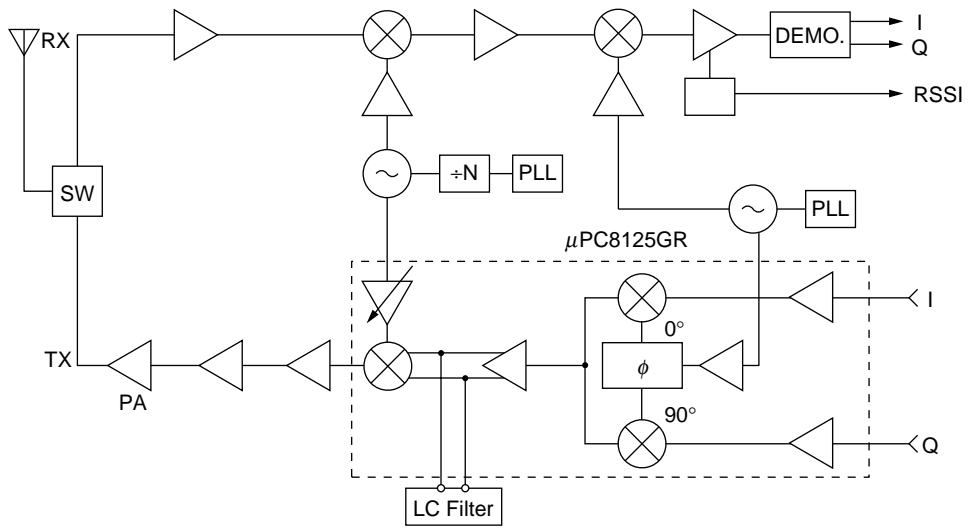 RX
DEMO.
I
Q
RSSI
SW
÷N
PLL
PLL
μPC8125GR
I
0°
TX
φ
PA
90°
Q
LC Filter